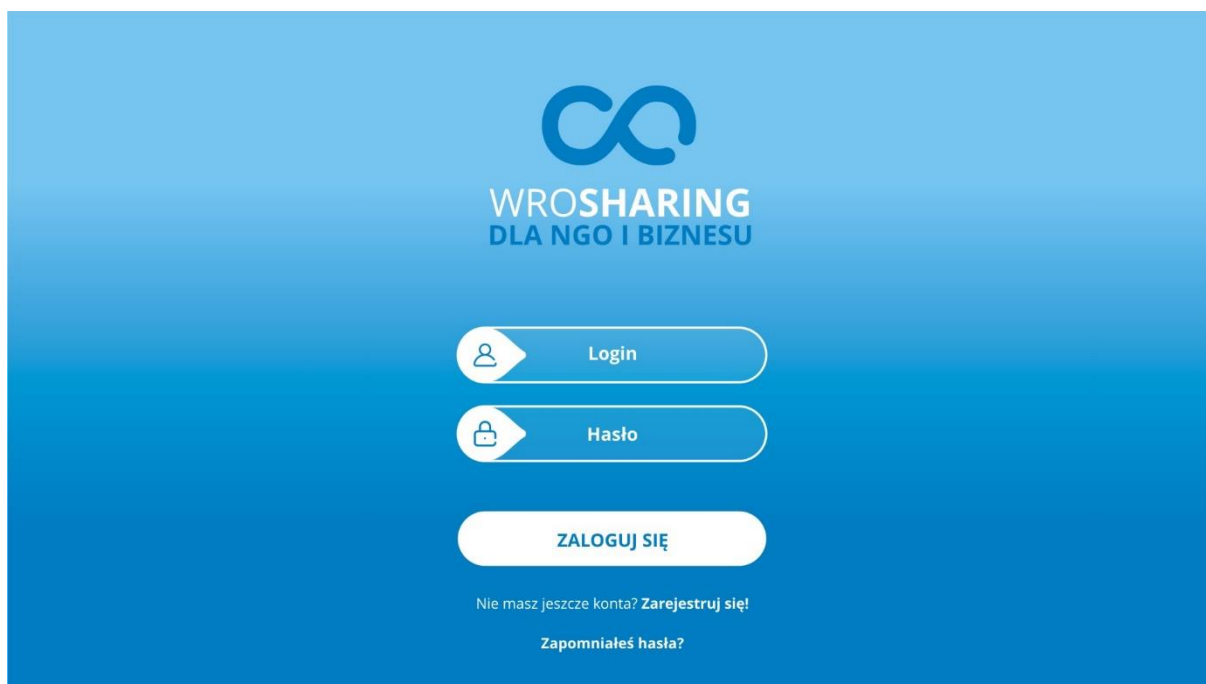 WROSHARING
DLA NGO I BIZNESU
Login
Hasło
ZALOGUJ SIĘ
Nie masz jeszcze konta? Zarejestruj się!
Zapomniałeś hasła?